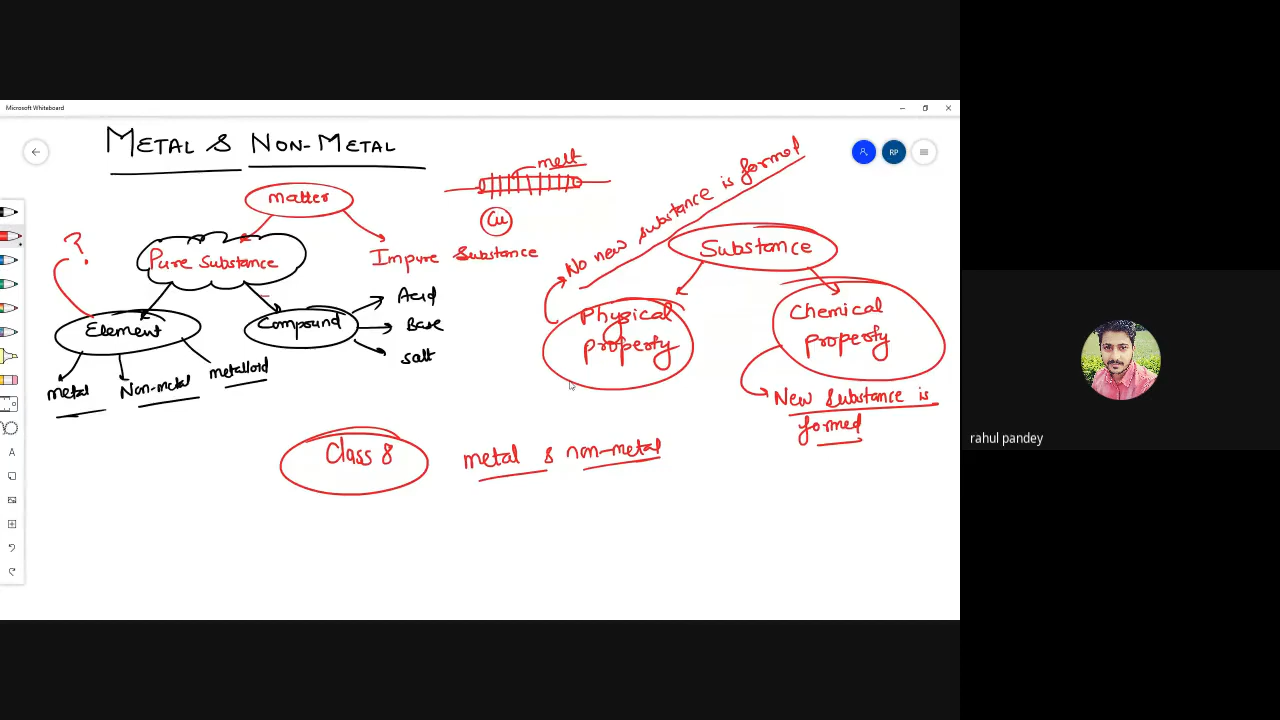 Microsoft Whiteboard
METAL & NON-METAL
RP
matter
melt
Cu
No new substance is formed
?
Pure Substance
Impure Substance
Substance
Element
Compound
Acid
Base
Salt
metal
Non-metal
metalloid
Physical
property
Chemical
property
New Substance is
formed
Class 8
metal & non-metal
rahul pandey
A